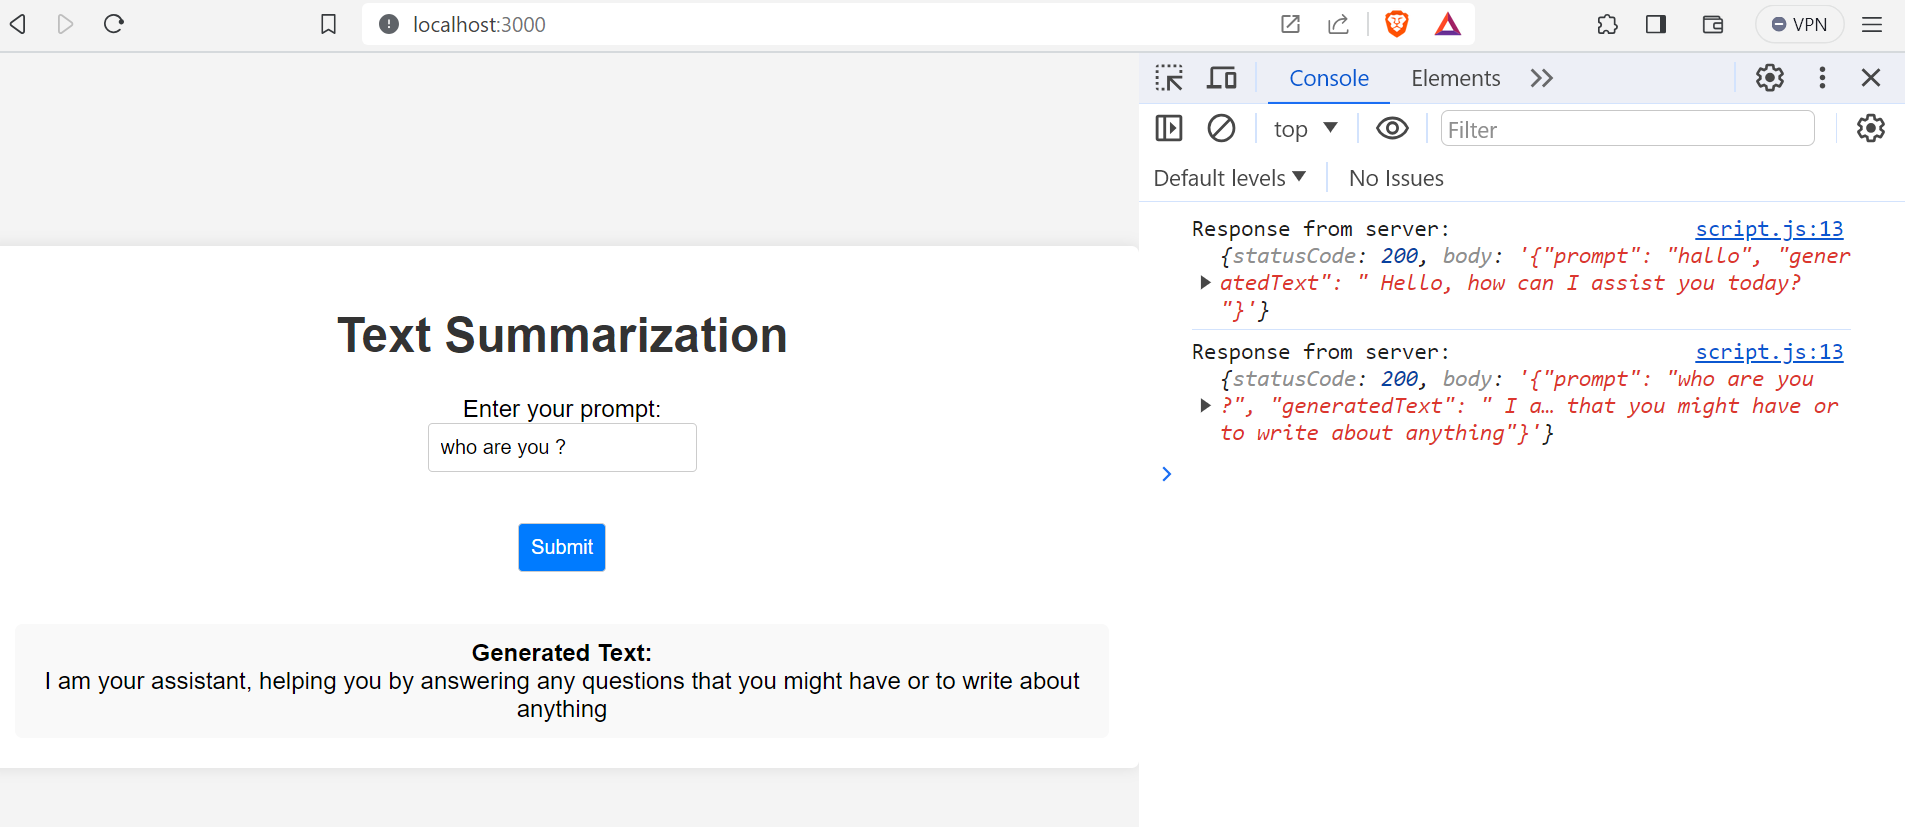 localhost:3000
VPN
Text Summarization
Enter your prompt:
who are you ?
Submit
Generated Text:
I am your assistant, helping you by answering any questions that you might have or to write about
anything
Console Elements
top Filter
Default levels No Issues
Response from server: script.js:13
{statusCode: 200, body: '{"prompt": "hallo", "gener
atedText": " Hello, how can I assist you today?
"}'}
Response from server: script.js:13
{statusCode: 200, body: '{"prompt": "who are you
?", "generatedText": " I a… that you might have or
to write about anything"}'}